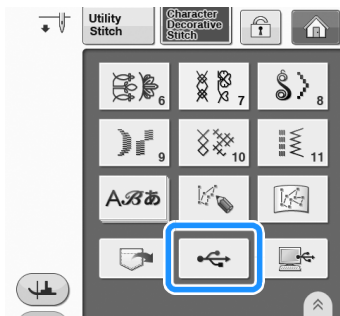 Utility
Stitch
Character
Decorative
Stitch
6
7
8
9
10
11
Aℬあ